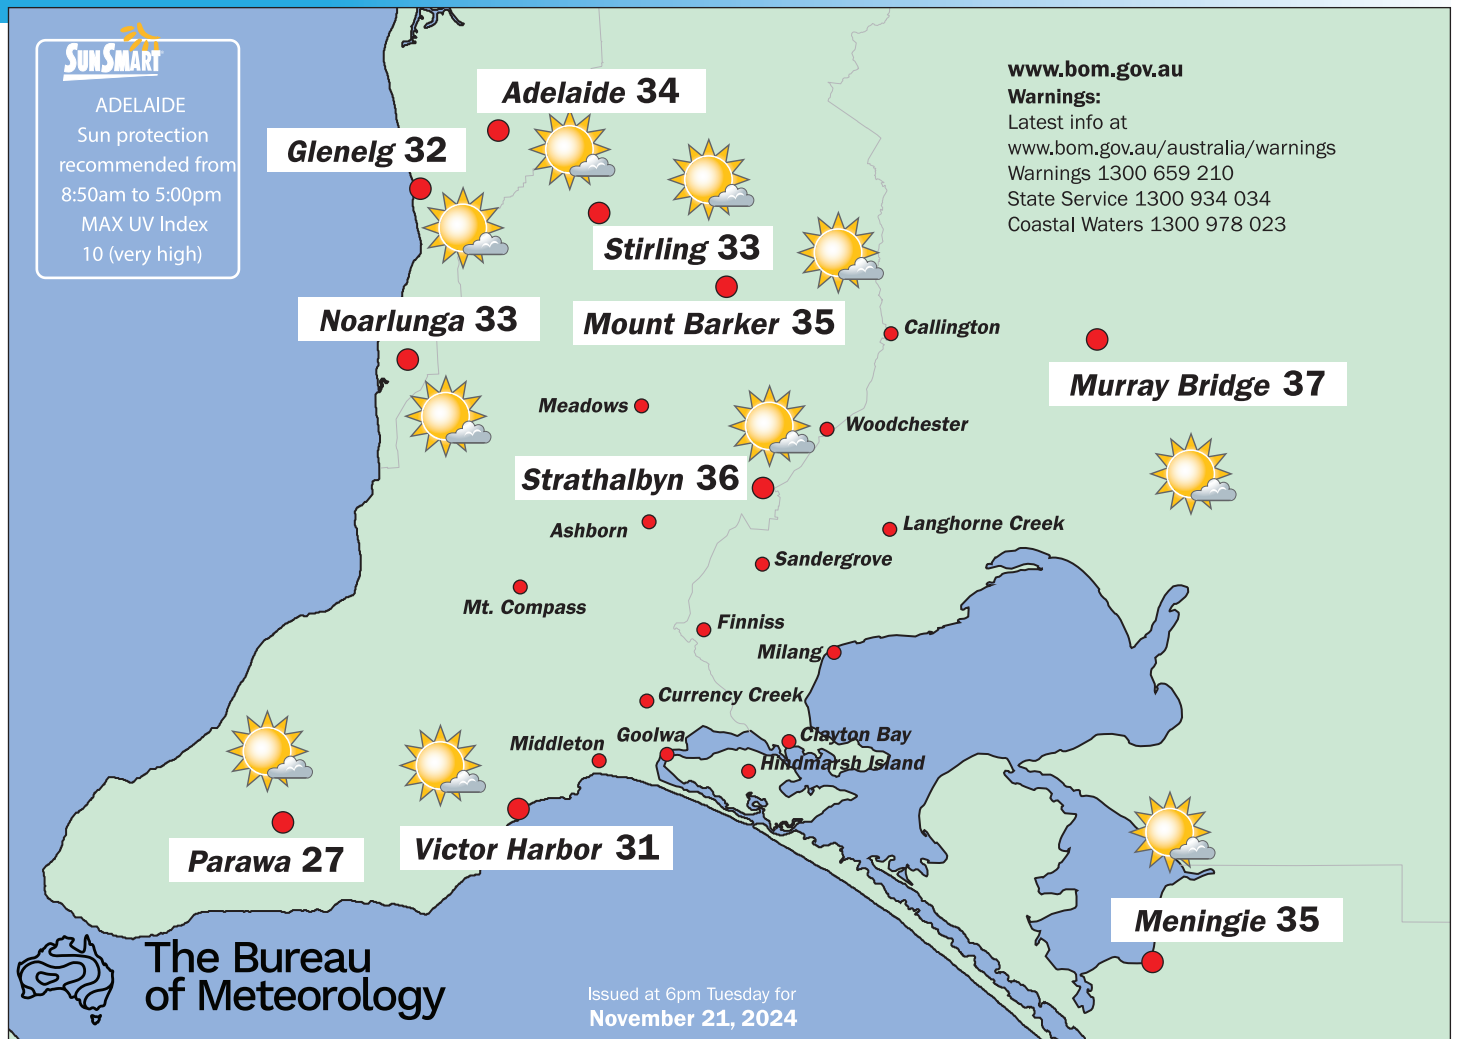 SunSmart
ADELAIDE
Sun protection
recommended from
8:50am to 5:00pm
MAX UV Index
10 (very high)
www.bom.gov.au
Warnings:
Latest info at
www.bom.gov.au/australia/warnings
Warnings 1300 659 210
State Service 1300 934 034
Coastal Waters 1300 978 023
Adelaide 34
Glenelg 32
Stirling 33
Noarlunga 33
Mount Barker 35
Callington
Murray Bridge 37
Meadows
Woodchester
Strathalbyn 36
Ashborn
Langhorne Creek
Sandergrove
Mt. Compass
Finniss
Milang
Currency Creek
Middleton
Goolwa
Clayton Bay
Hindmarsh Island
Parawa 27
Victor Harbor 31
Meningie 35
The Bureau
of Meteorology
Issued at 6pm Tuesday for
November 21, 2024